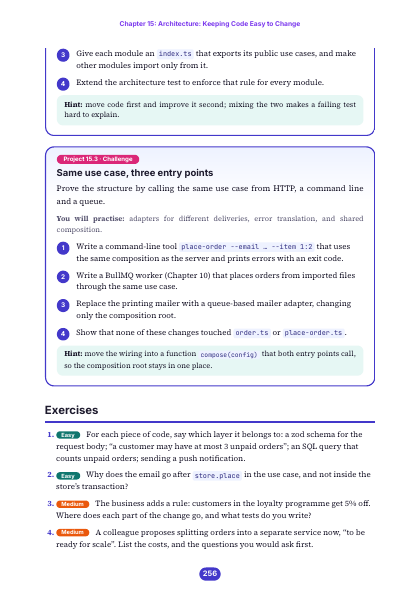 Chapter 15: Architecture: Keeping Code Easy to Change
3 Give each module an index.ts that exports its public use cases, and make
other modules import only from it.
4 Extend the architecture test to enforce that rule for every module.
Hint: move code first and improve it second; mixing the two makes a failing test
hard to explain.
Project 15.3 · Challenge
Same use case, three entry points
Prove the structure by calling the same use case from HTTP, a command line
and a queue.
You will practise: adapters for different deliveries, error translation, and shared
composition.
1 Write a command-line tool place-order --email … --item 1:2 that uses
the same composition as the server and prints errors with an exit code.
2 Write a BullMQ worker (Chapter 10) that places orders from imported files
through the same use case.
3 Replace the printing mailer with a queue-based mailer adapter, changing
only the composition root.
4 Show that none of these changes touched order.ts or place-order.ts.
Hint: move the wiring into a function compose(config) that both entry points call,
so the composition root stays in one place.
Exercises
1. Easy For each piece of code, say which layer it belongs to: a zod schema for the
request body; “a customer may have at most 3 unpaid orders”; an SQL query that
counts unpaid orders; sending a push notification.
2. Easy Why does the email go after store.place in the use case, and not inside the
store’s transaction?
3. Medium The business adds a rule: customers in the loyalty programme get 5% off.
Where does each part of the change go, and what tests do you write?
4. Medium A colleague proposes splitting orders into a separate service now, “to be
ready for scale”. List the costs, and the questions you would ask first.
256